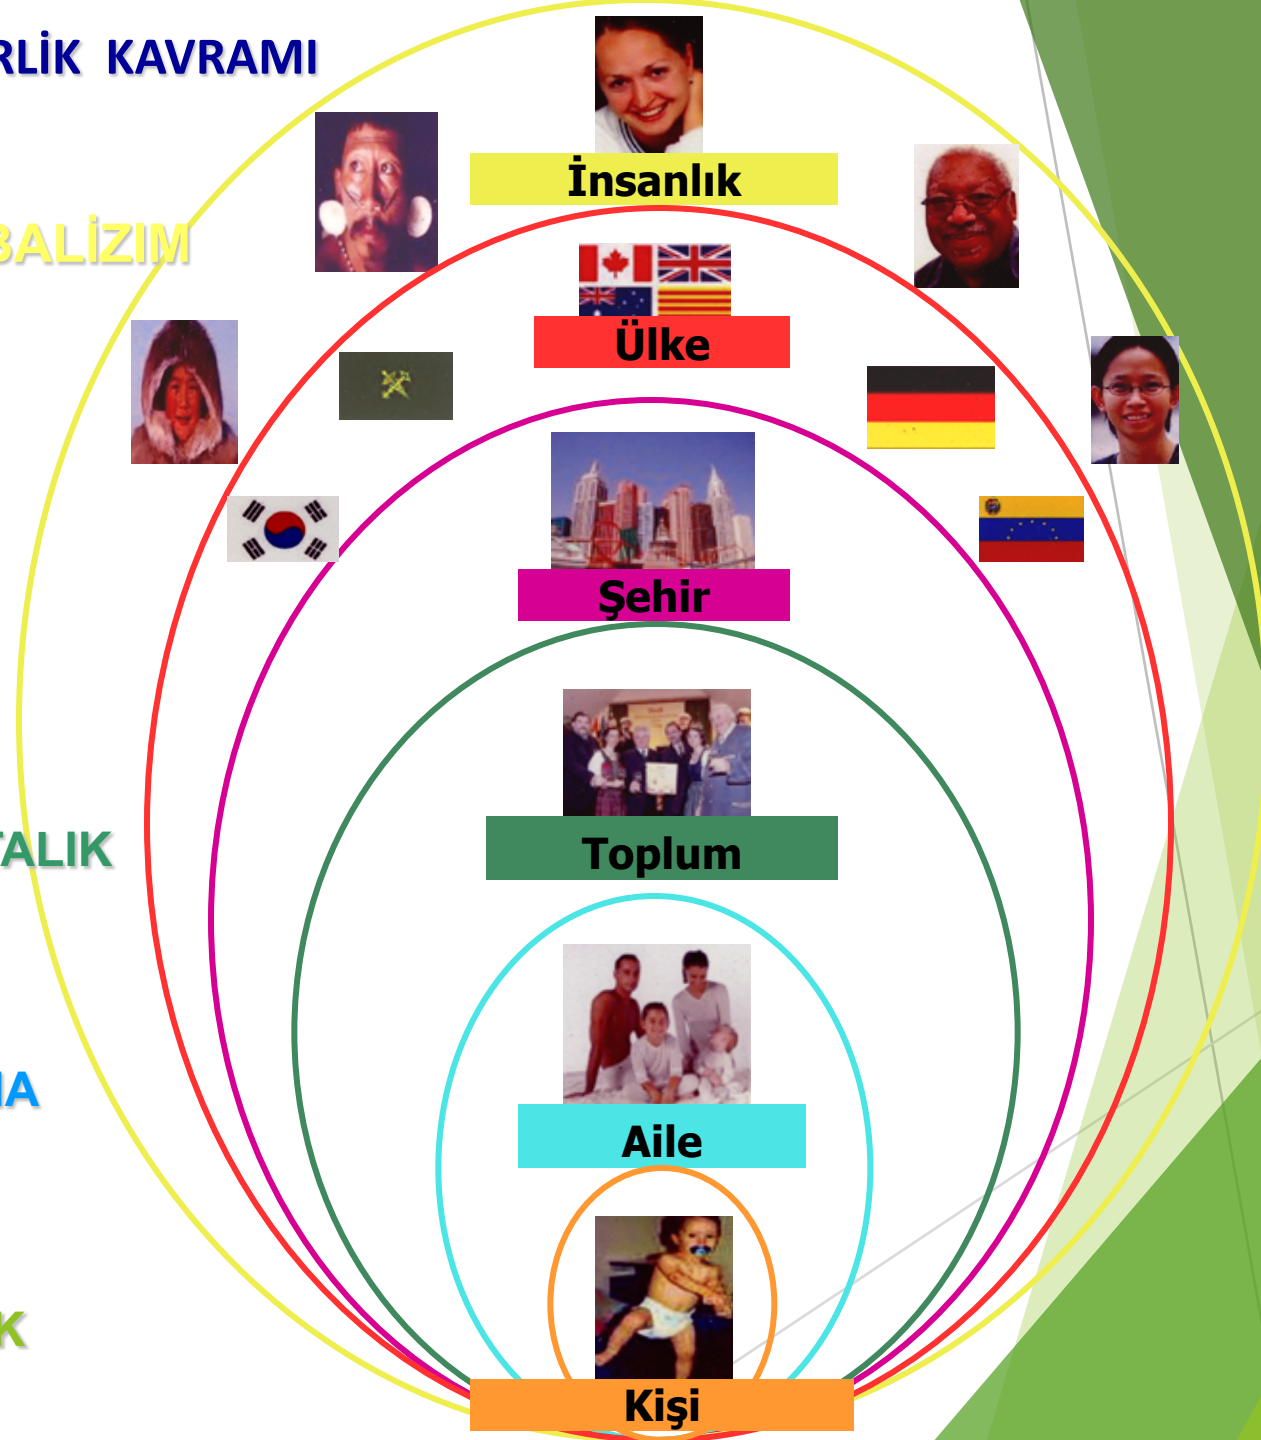 RLİK KAVRAMI
İnsanlık
BALİZIM
Ülke
Şehir
Toplum
TALIK
Aile
IA
K
Kişi